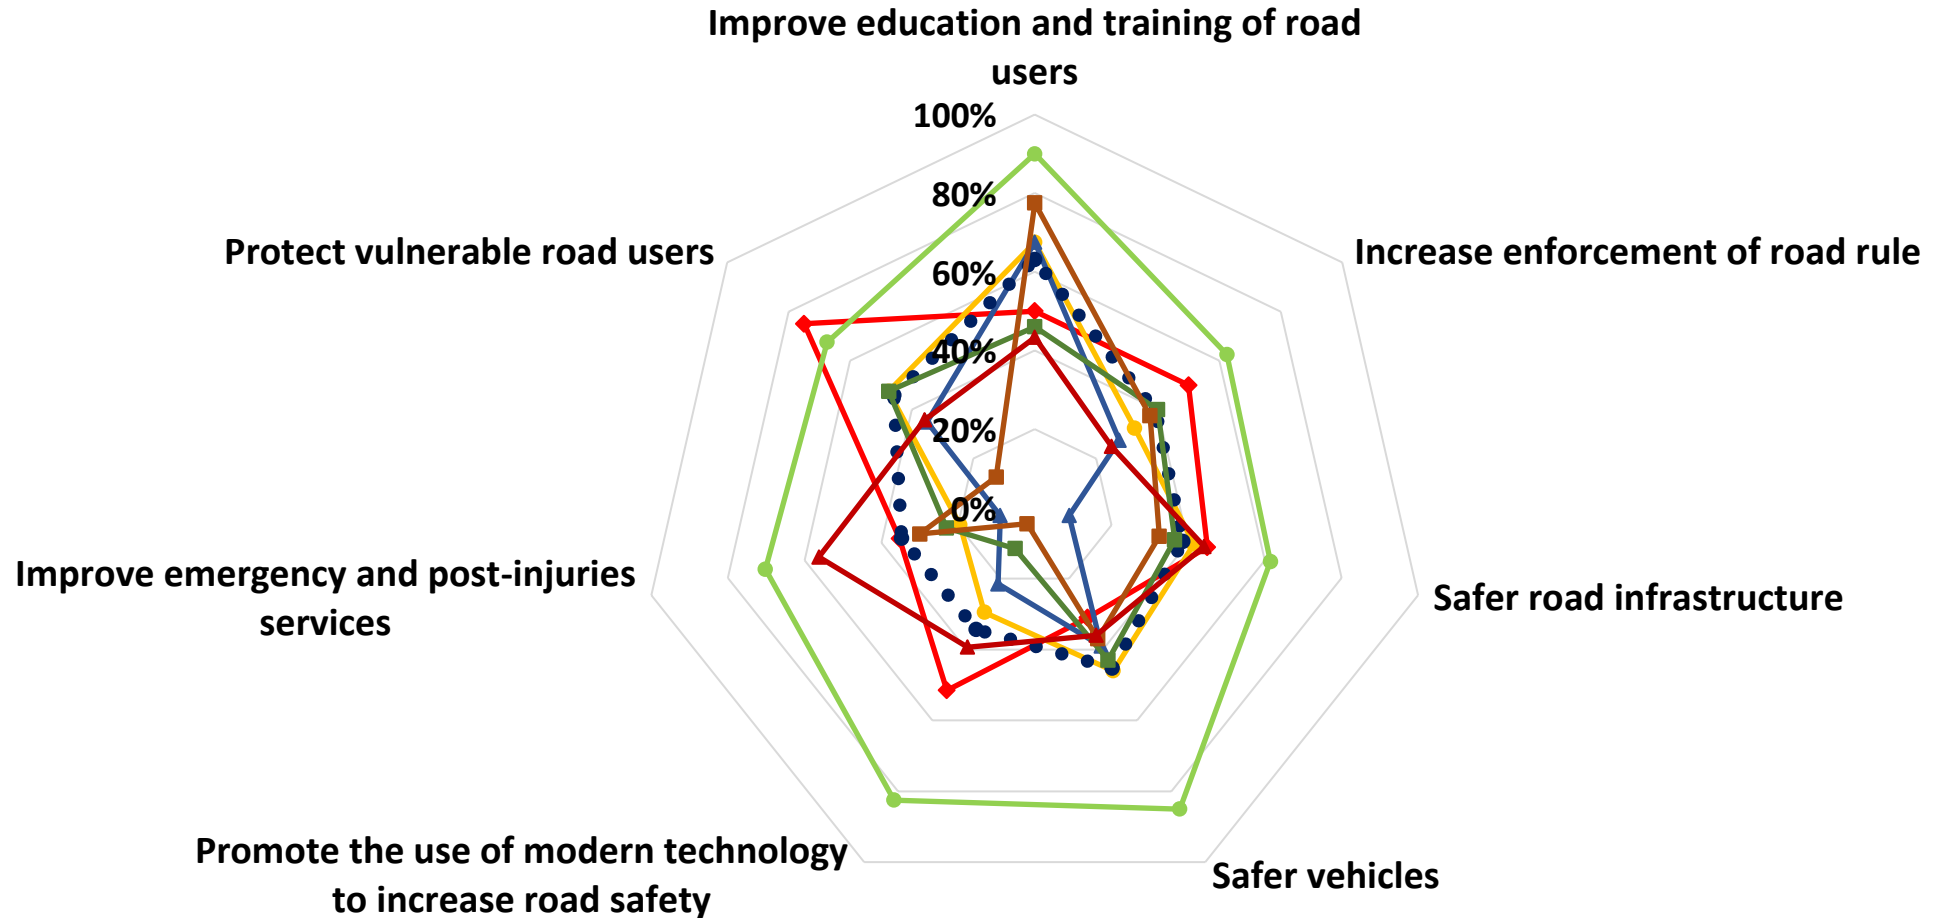 Improve education and training of road
users
100%
80%
60%
40%
20%
0%
Protect vulnerable road users
Increase enforcement of road rule
Improve emergency and post-injuries
services
Safer road infrastructure
Promote the use of modern technology
to increase road safety
Safer vehicles